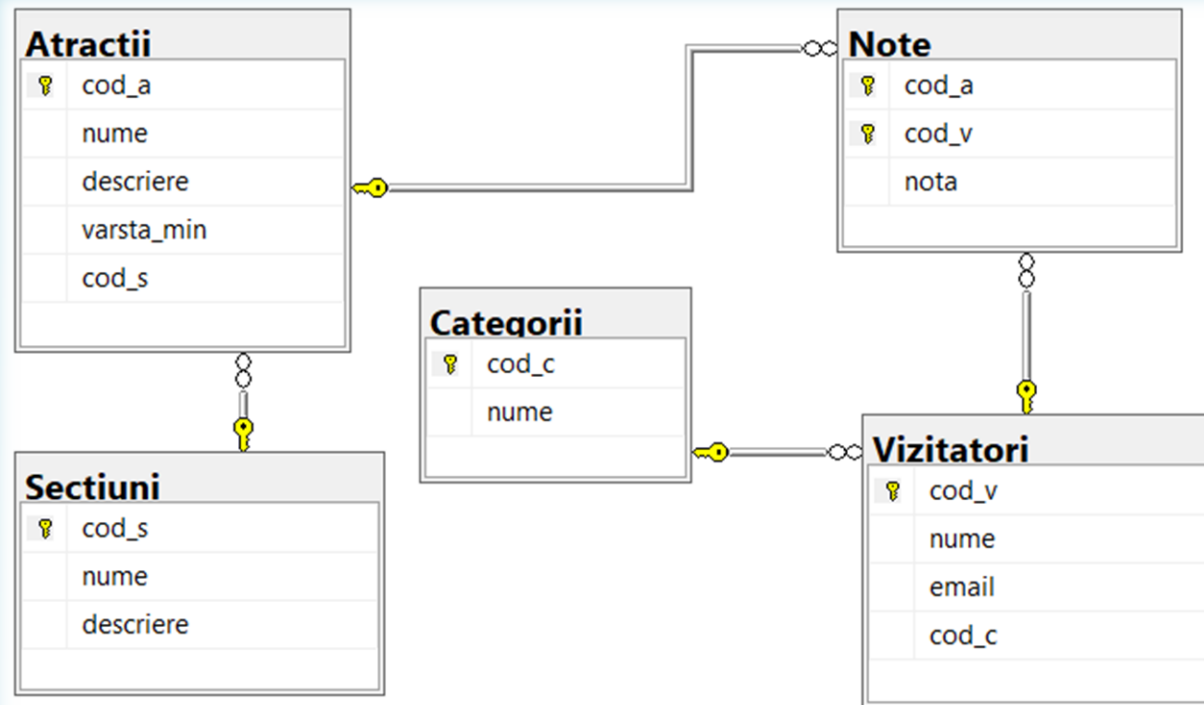 Atractii
cod_a
nume
descriere
varsta_min
cod_s
Note
cod_a
cod_v
nota
Categorii
cod_c
nume
Sectiuni
cod_s
nume
descriere
Vizitatori
cod_v
nume
email
cod_c